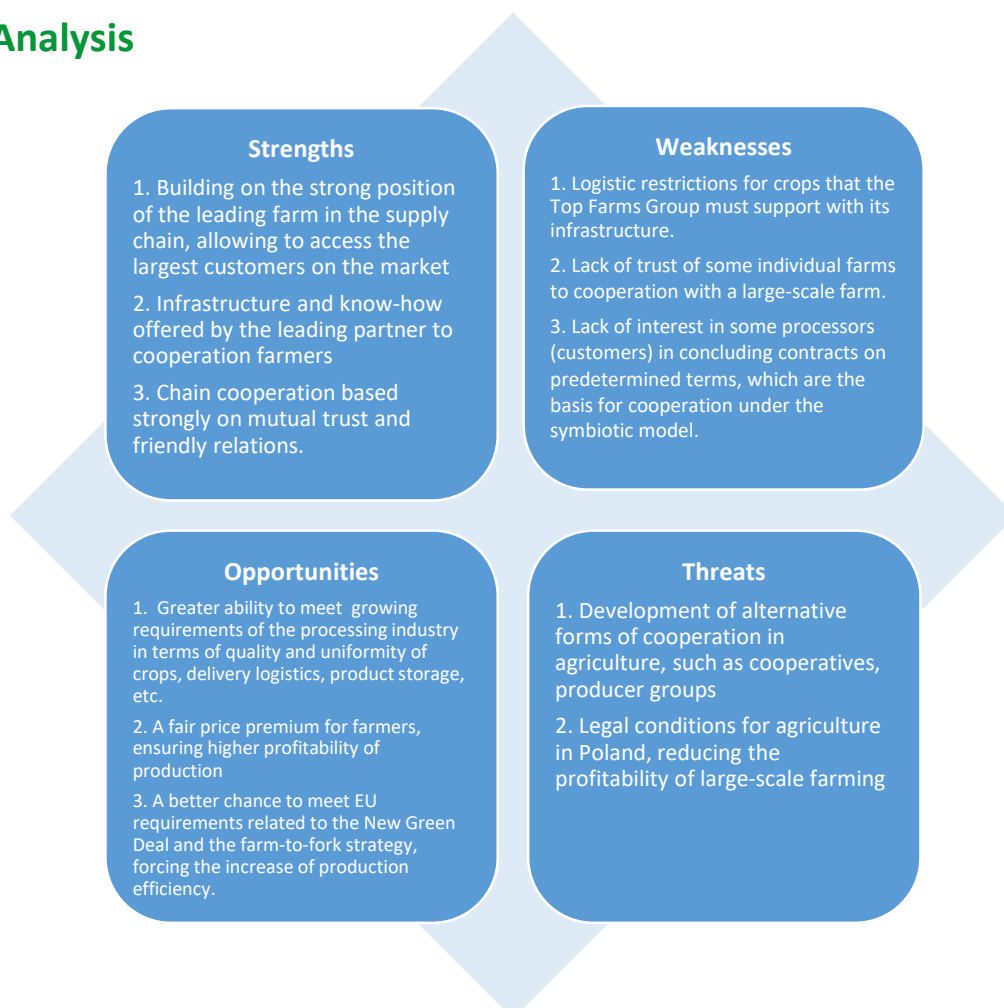 Analysis
Strengths
1. Building on the strong position
of the leading farm in the supply
chain, allowing to access the
largest customers on the market
2. Infrastructure and know-how
offered by the leading partner to
cooperation farmers
3. Chain cooperation based
strongly on mutual trust and
friendly relations.
Weaknesses
1. Logistic restrictions for crops that the
Top Farms Group must support with its
infrastructure.
2. Lack of trust of some individual farms
to cooperation with a large-scale farm.
3. Lack of interest in some processors
(customers) in concluding contracts on
predetermined terms, which are the
basis for cooperation under the
symbiotic model.
Opportunities
1. Greater ability to meet growing
requirements of the processing industry
in terms of quality and uniformity of
crops, delivery logistics, product storage,
etc.
2. A fair price premium for farmers,
ensuring higher profitability of
production
3. A better chance to meet EU
requirements related to the New Green
Deal and the farm-to-fork strategy,
forcing the increase of production
efficiency.
Threats
1. Development of alternative
forms of cooperation in
agriculture, such as cooperatives,
producer groups
2. Legal conditions for agriculture
in Poland, reducing the
profitability of large-scale farming